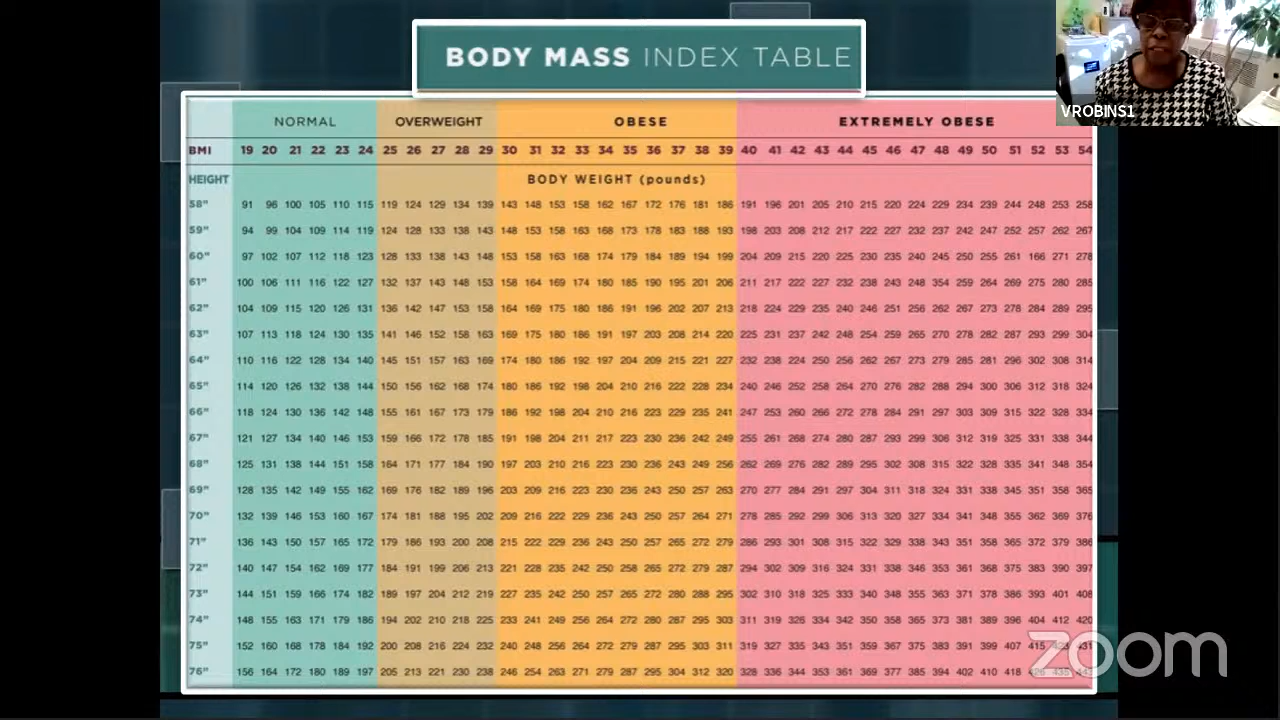 BODY MASS INDEX TABLE
VROBINS1
NORMAL OVERWEIGHT OBESE EXTREMELY OBESE
BMI 19 20 21 22 23 24 25 26 27 28 29 30 31 32 33 34 35 36 37 38 39 40 41 42 43 44 45 46 47 48 49 50 51 52 53 54
HEIGHT BODY WEIGHT (pounds)
58" 91 96 100 105 110 115 119 124 129 134 139 143 148 153 158 162 167 172 176 181 186 191 196 201 205 210 215 220 224 229 234 239 244 248 253 258
59" 94 99 104 109 114 119 124 128 133 138 143 148 153 158 163 168 173 178 183 188 193 198 203 208 212 217 222 227 232 237 242 247 252 257 262 267
60" 97 102 107 112 118 123 128 133 138 143 148 153 158 163 168 174 179 184 189 194 199 204 209 215 220 225 230 235 240 245 250 255 261 166 271 278
61" 100 106 111 116 122 127 132 137 143 148 153 158 164 169 174 180 185 190 195 201 206 211 217 222 227 232 238 243 248 354 259 264 269 275 280 285
62" 104 109 115 120 126 131 136 142 147 153 158 164 169 175 180 186 191 196 202 207 213 218 224 229 235 240 246 251 256 262 267 273 278 284 289 295
63" 107 113 118 124 130 135 141 146 152 158 163 169 175 180 186 191 197 203 208 214 220 225 231 237 242 248 254 259 265 270 278 282 287 293 299 304
64" 110 116 122 128 134 140 145 151 157 163 169 174 180 186 192 197 204 209 215 221 227 232 238 224 250 256 262 267 273 279 285 281 296 302 308 314
65" 114 120 126 132 138 144 150 156 162 168 174 180 186 192 198 204 210 216 222 228 234 240 246 252 258 264 270 276 282 288 294 300 306 312 318 324
66" 118 124 130 136 142 148 155 161 167 173 179 186 192 198 204 210 216 223 229 235 241 247 253 260 266 272 278 284 291 297 303 309 315 322 328 334
67" 121 127 134 140 146 153 159 166 172 178 185 191 198 204 211 217 223 230 236 242 249 255 261 268 274 280 287 293 299 306 312 319 325 331 338 344
68" 125 131 138 144 151 158 164 171 177 184 190 197 203 210 216 223 230 236 243 249 256 262 269 276 282 289 295 302 308 315 322 328 335 341 348 354
69" 128 135 142 149 155 162 169 176 182 189 196 203 209 216 223 230 236 243 250 257 263 270 277 284 291 297 304 311 318 324 331 338 345 351 358 365
70" 132 139 146 153 160 167 174 181 188 195 202 209 216 222 229 236 243 250 257 264 271 278 285 292 299 306 313 320 327 334 341 348 355 362 369 376
71" 136 143 150 157 165 172 179 186 193 200 208 215 222 229 236 243 250 257 265 272 279 286 293 301 308 315 322 329 338 343 351 358 365 372 379 386
72" 140 147 154 162 169 177 184 191 199 206 213 221 228 235 242 250 258 265 272 279 287 294 302 309 316 324 331 338 346 353 361 368 375 383 390 397
73" 144 151 159 166 174 182 189 197 204 212 219 227 235 242 250 257 265 272 280 288 295 302 310 318 325 333 340 348 355 363 371 378 386 393 401 408
74" 148 155 163 171 179 186 194 202 210 218 225 233 241 249 256 264 272 280 287 295 303 311 319 326 334 342 350 358 365 373 381 389 396 404 412 420
75" 152 160 168 178 184 192 200 208 216 224 232 240 248 256 264 272 279 287 295 303 311 319 327 335 343 351 359 367 375 383 391 399 407 415
76" 156 164 172 180 189 197 205 213 221 230 238 246 254 263 271 279 287 295 304 312 320 328 336 344 353 361 369 377 385 394 402 410 418
zoom